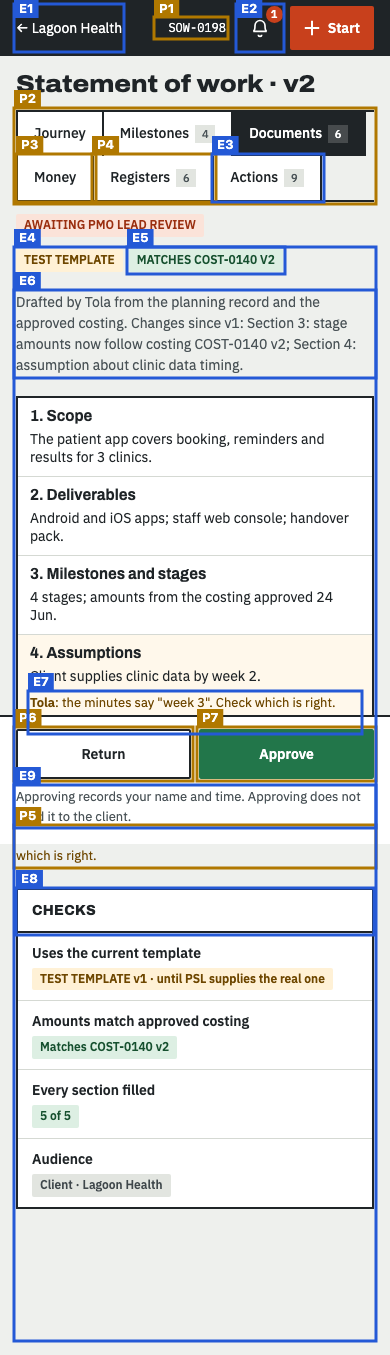 E1
P1
E2
← Lagoon Health
SOW-0198
1
+ Start
Statement of work · v2
P2
Journey
Milestones 4
Documents 6
P3
P4
E3
Money
Registers 6
Actions 9
AWAITING PMO LEAD REVIEW
E4
E5
TEST TEMPLATE
MATCHES COST-0140 V2
E6
Drafted by Tola from the planning record and the
approved costing. Changes since v1: Section 3: stage
amounts now follow costing COST-0140 v2; Section 4:
assumption about clinic data timing.
1. Scope
The patient app covers booking, reminders and
results for 3 clinics.
2. Deliverables
Android and iOS apps; staff web console; handover
pack.
3. Milestones and stages
4 stages; amounts from the costing approved 24
Jun.
4. Assumptions
Client supplies clinic data by week 2.
E7
Tola: the minutes say "week 3". Check which is right.
P6
P7
Return
Approve
E9
Approving records your name and time. Approving does not
P5
it to the client.
which is right.
E8
CHECKS
Uses the current template
TEST TEMPLATE v1 · until PSL supplies the real one
Amounts match approved costing
Matches COST-0140 v2
Every section filled
5 of 5
Audience
Client · Lagoon Health